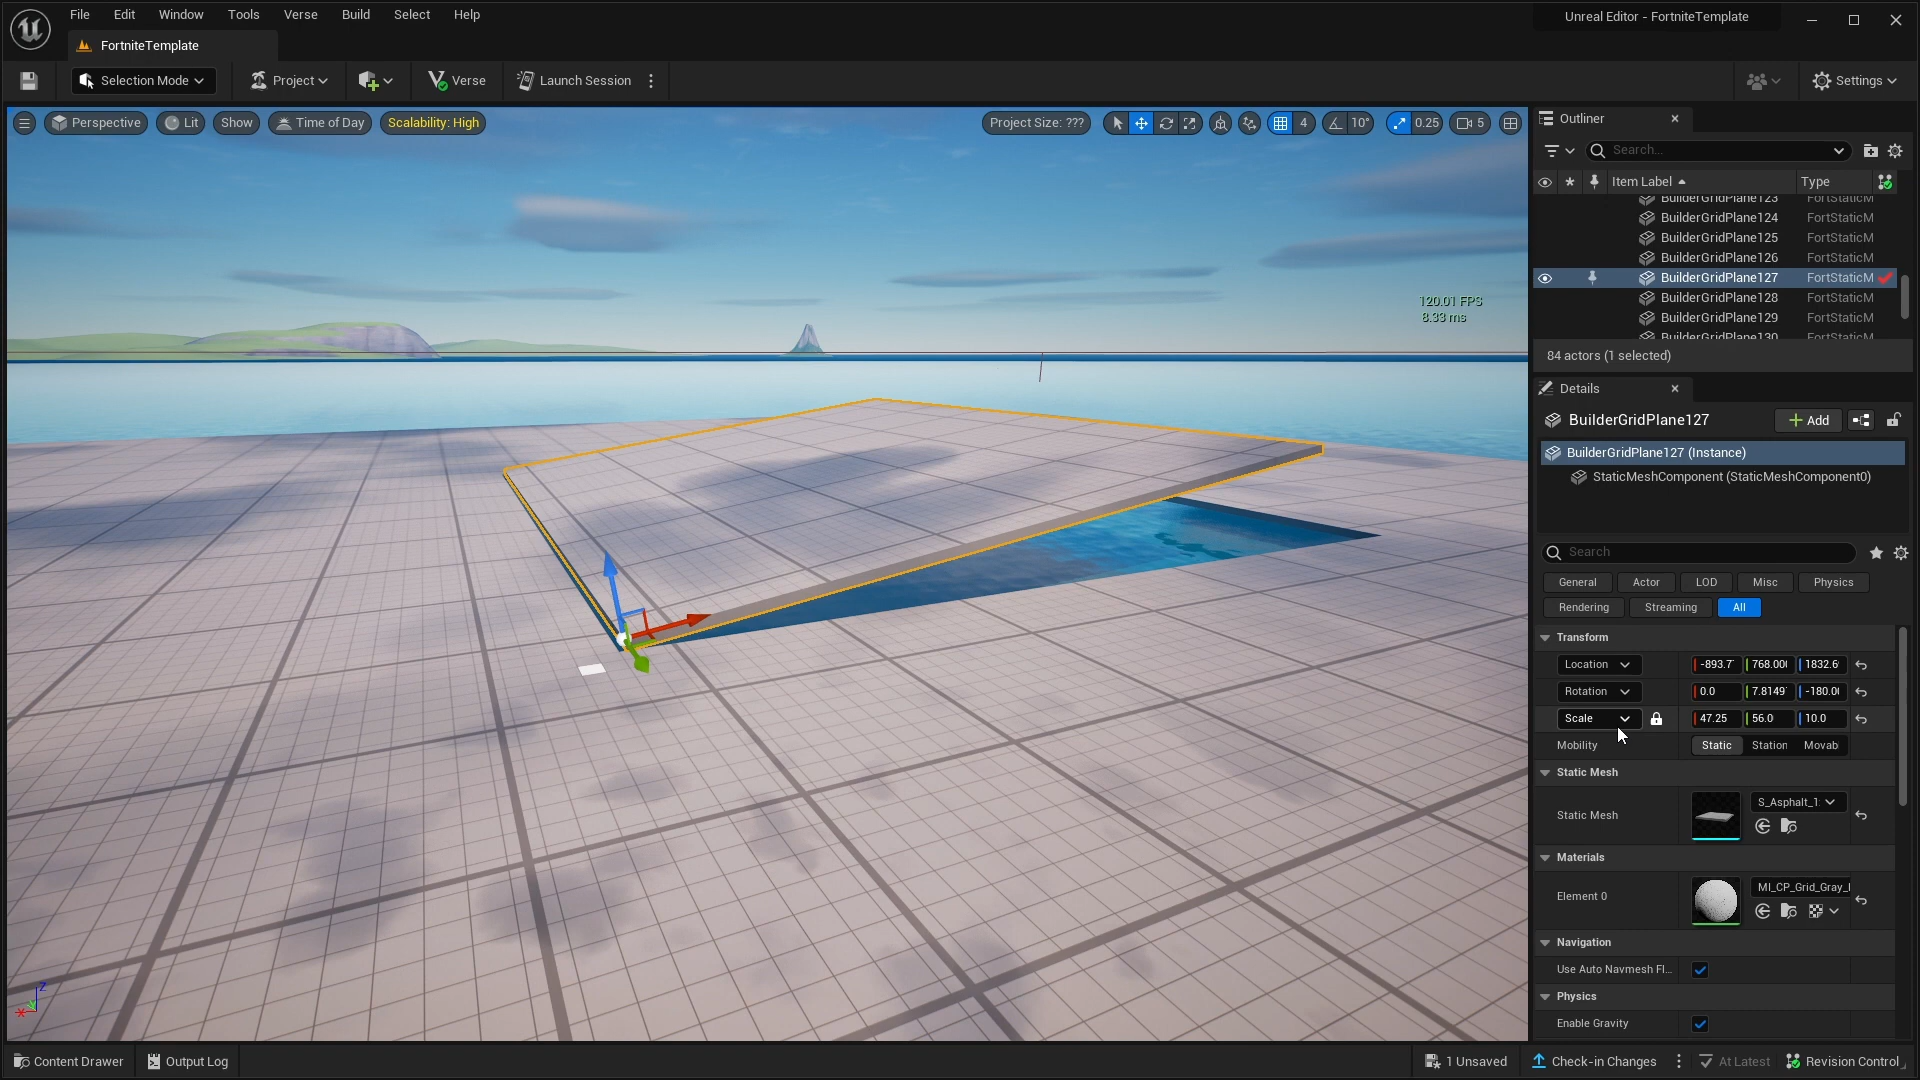 File Edit Window Tools Verse Build Select Help
Unreal Editor - FortniteTemplate
FortniteTemplate
Selection Mode
Project
Verse
Launch Session
Settings
Perspective
Lit
Show
Time of Day
Scalability: High
Project Size: ???
4
10°
0.25
5
120.01 FPS
8.33 ms
Outliner
Search...
Item Label
Type
BuilderGridPlane123 FortStaticM
BuilderGridPlane124 FortStaticM
BuilderGridPlane125 FortStaticM
BuilderGridPlane126 FortStaticM
BuilderGridPlane127 FortStaticM
BuilderGridPlane128 FortStaticM
BuilderGridPlane129 FortStaticM
BuilderGridPlane130 FortStaticM
84 actors (1 selected)
Details
BuilderGridPlane127
Add
BuilderGridPlane127 (Instance)
StaticMeshComponent (StaticMeshComponent0)
Search
General Actor LOD Misc Physics
Rendering Streaming All
Transform
Location -893.7 768.00 1832.6
Rotation 0.0 7.8149 -180.0
Scale 47.25 56.0 10.0
Mobility Static Station Movab
Static Mesh
Static Mesh S_Asphalt_1
Materials
Element 0 MI_CP_Grid_Gray_
Navigation
Use Auto Navmesh Fl...
Physics
Enable Gravity
Content Drawer
Output Log
1 Unsaved
Check-in Changes
At Latest
Revision Control
X
Z